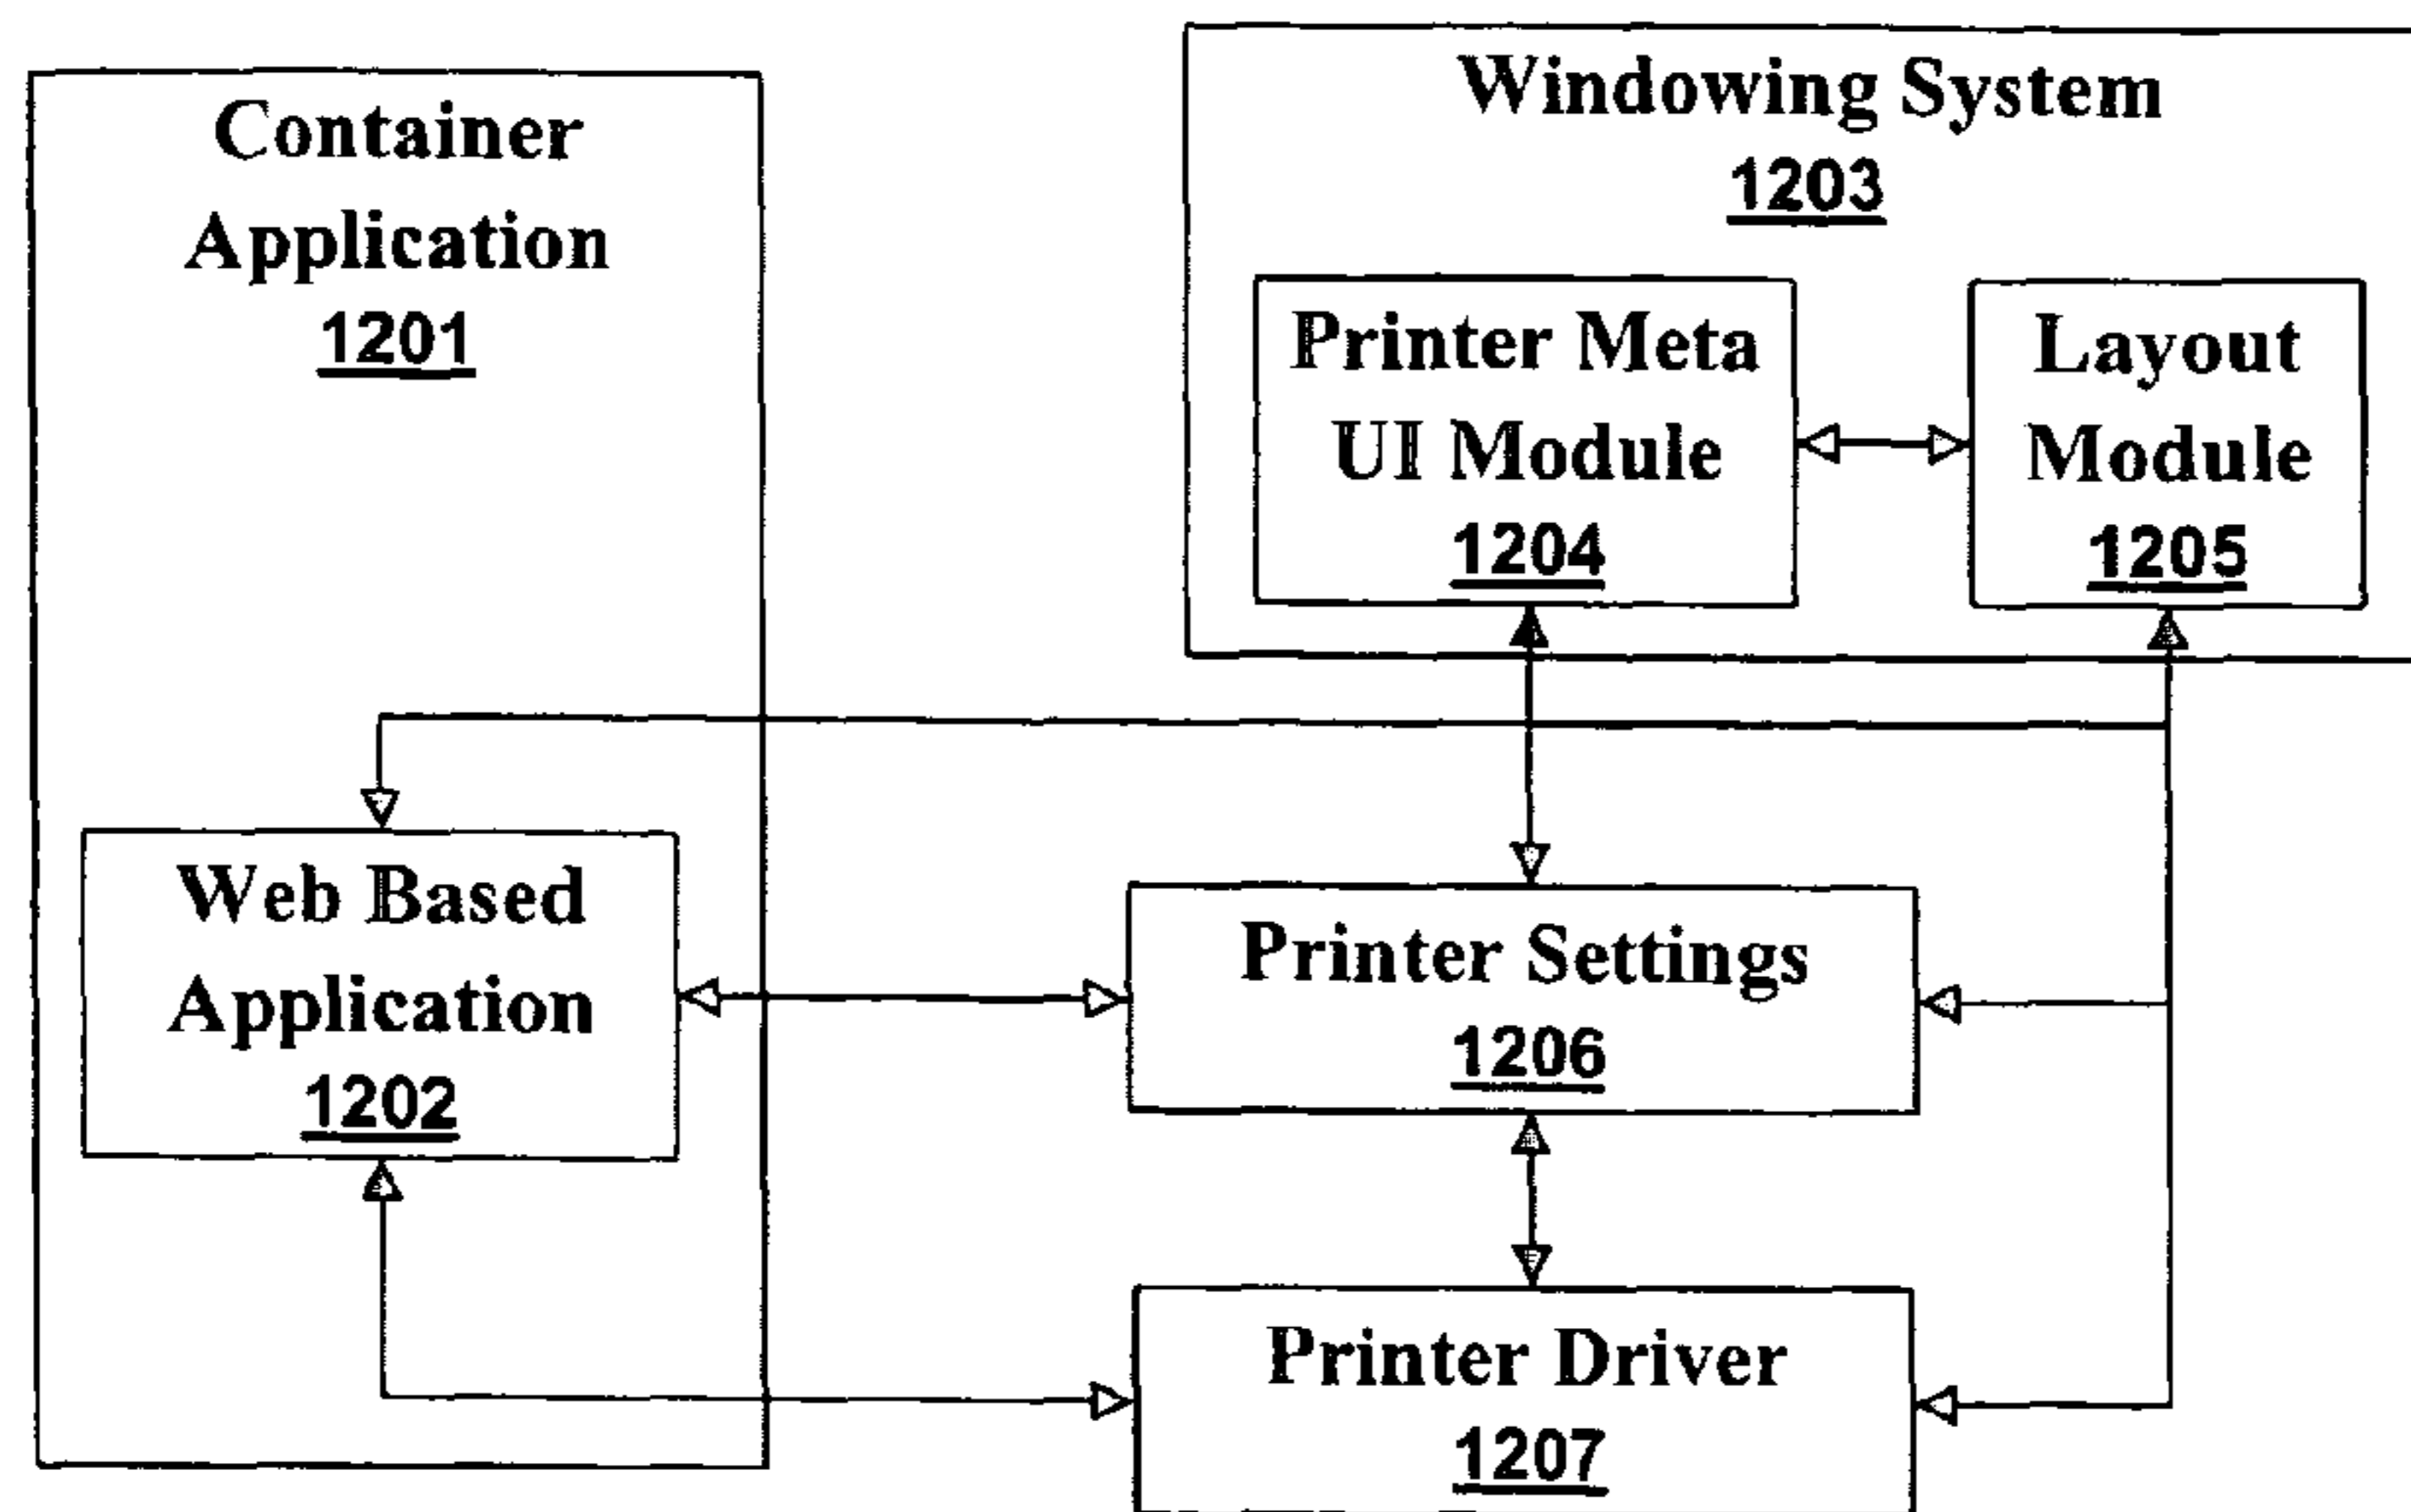 Container
Application
1201
Windowing System
1203
Printer Meta
UI Module
1204
Layout
Module
1205
Web Based
Application
1202
Printer Settings
1206
Printer Driver
1207